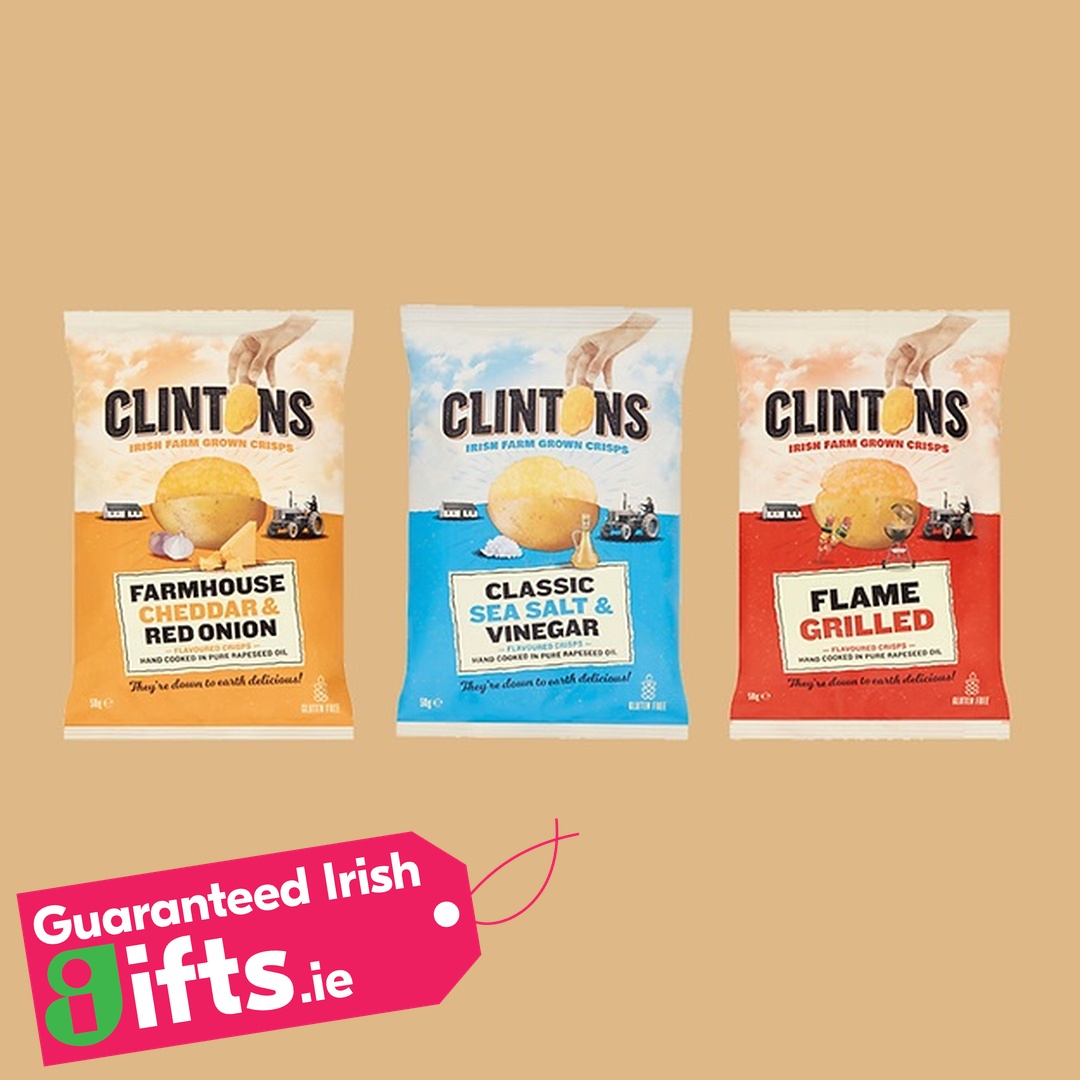 CLINTONS
IRISH FARM GROWN CRISPS
FARMHOUSE
CHEDDAR &
RED ONION
FLAVOURED CRISPS
HAND COOKED IN PURE RAPESEED OIL
They're down to earth delicious!
50g e
GLUTEN FREE
CLINTONS
IRISH FARM GROWN CRISPS
CLASSIC
SEA SALT &
VINEGAR
FLAVOURED CRISPS
HAND COOKED IN PURE RAPESEED OIL
They're down to earth delicious!
50g e
GLUTEN FREE
CLINTONS
IRISH FARM GROWN CRISPS
FLAME
GRILLED
FLAVOURED CRISPS
HAND COOKED IN PURE RAPESEED OIL
They're down to earth delicious!
50g e
GLUTEN FREE
Guaranteed Irish
Gifts.ie